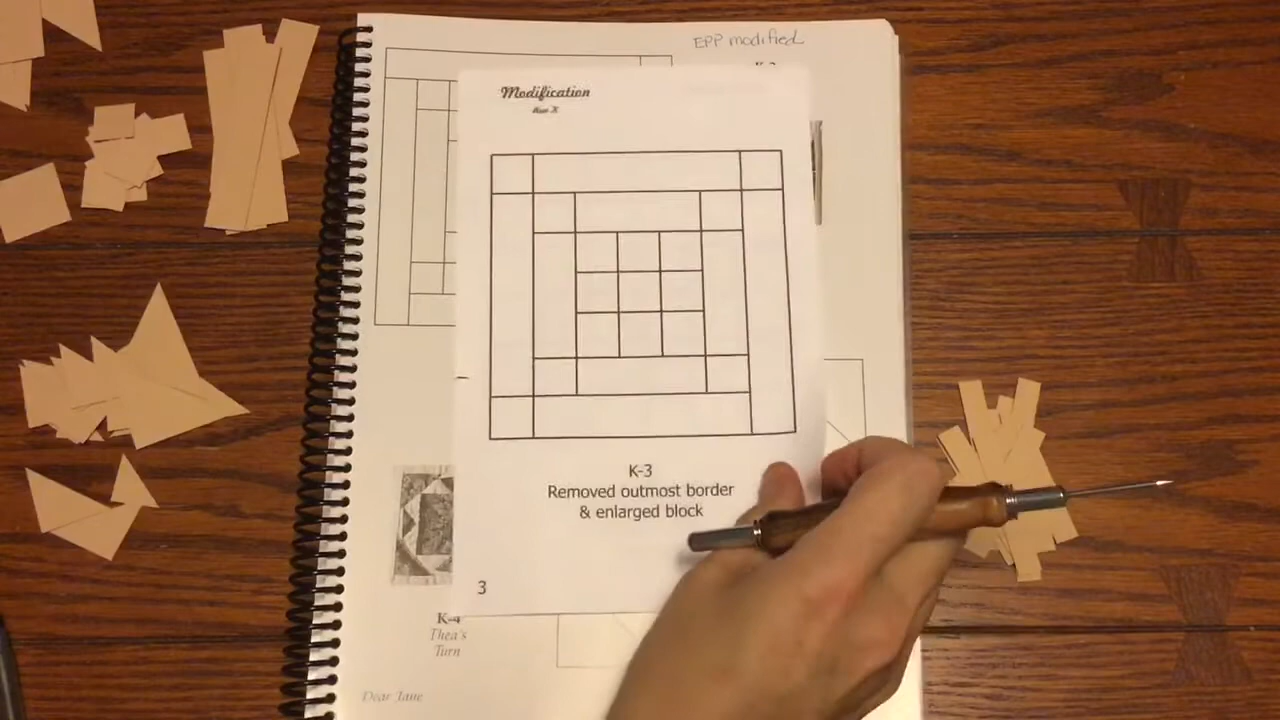 EPP modified
Modification
K-3
Removed outmost border
& enlarged block
3
K-4
Thea's
Turn
Dear Jane